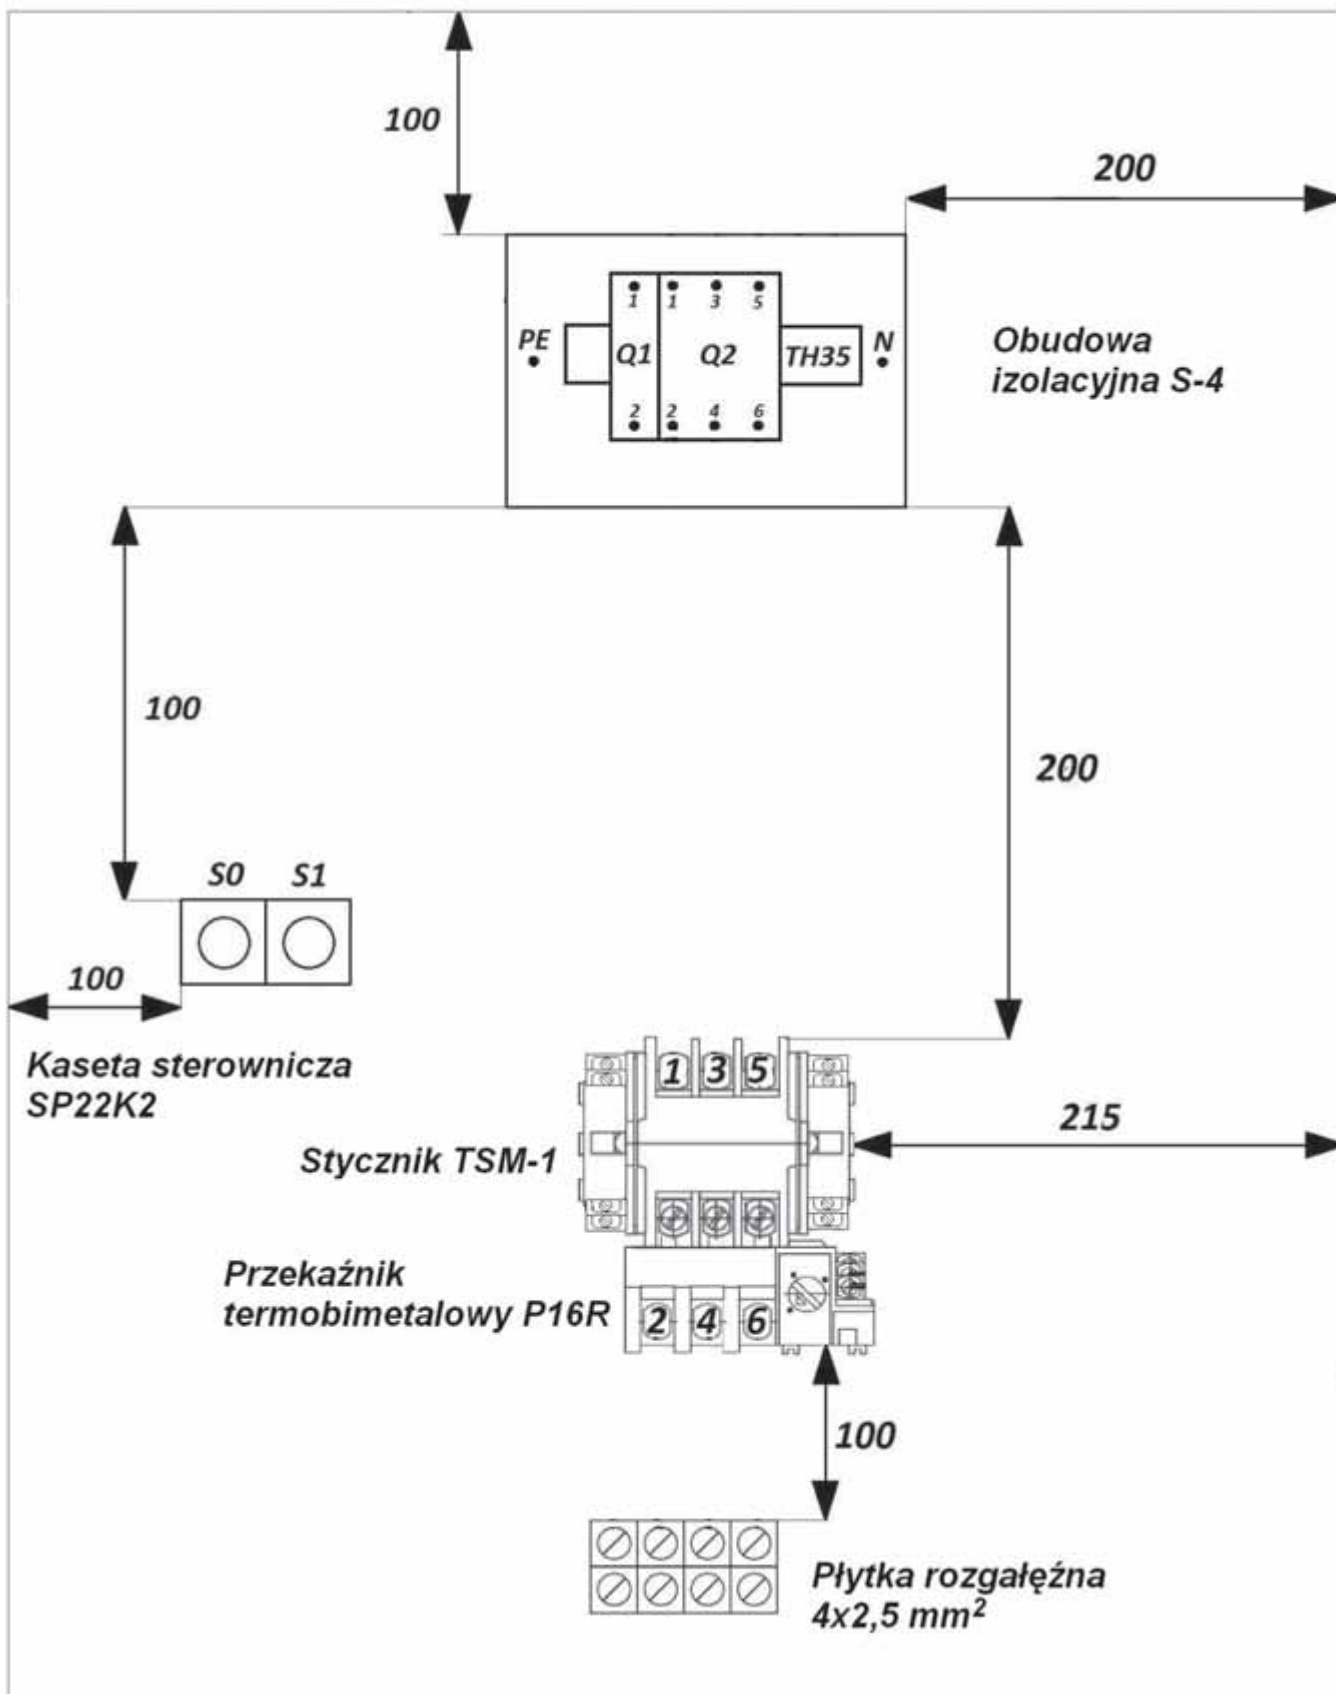 100
200
1 1 3 5
PE Q1 Q2 TH35 N
2 2 4 6
Obudowa
izolacyjna S-4
100
200
S0 S1
100
Kaseta sterownicza
SP22K2
1 3 5
215
Stycznik TSM-1
Przekaźnik
termobimetalowy P16R
2 4 6
100
Płytka rozgałęźna
4x2,5 mm²